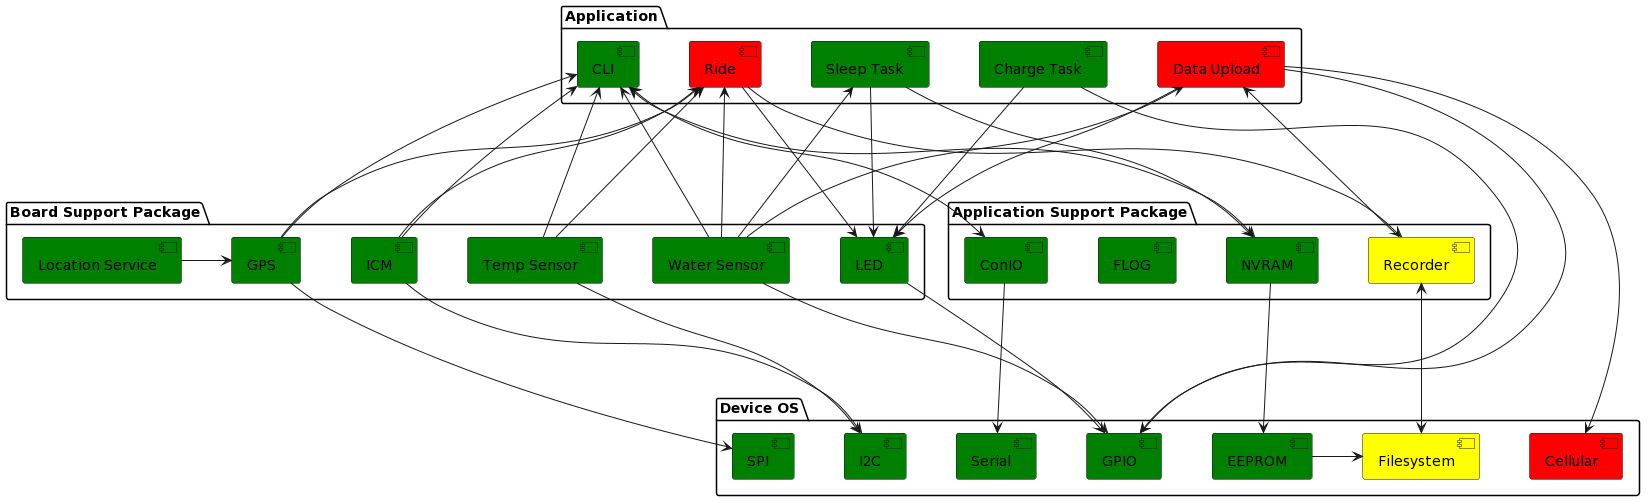 Application
CLI
Ride
Sleep Task
Charge Task
Data Upload
Board Support Package
Location Service
GPS
ICM
Temp Sensor
Water Sensor
LED
Application Support Package
ConIO
FLOG
NVRAM
Recorder
Device OS
SPI
I2C
Serial
GPIO
EEPROM
Filesystem
Cellular